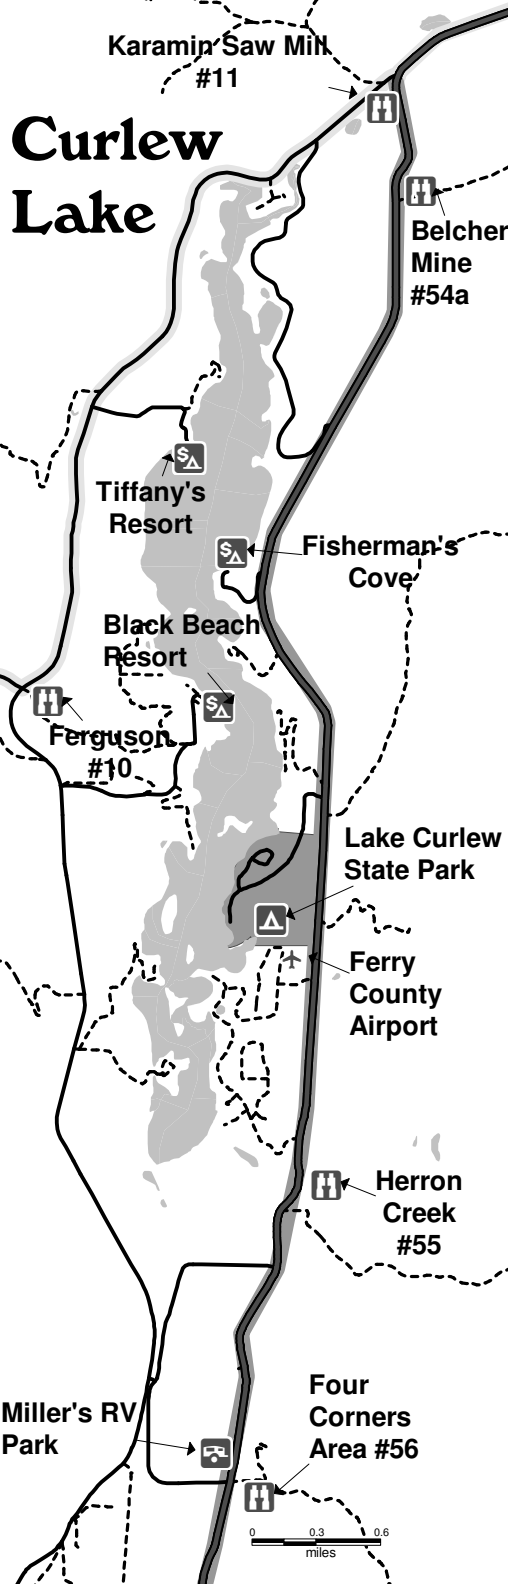 Karamin Saw Mill
#11
Curlew
Lake
Belcher
Mine
#54a
$
Tiffany's
Resort
$
Fisherman's
Cove
Black Beach
Resort
$
Ferguson
#10
Lake Curlew
State Park
Ferry
County
Airport
Herron
Creek
#55
Four
Corners
Area #56
Miller's RV
Park
0 0.3 0.6
miles